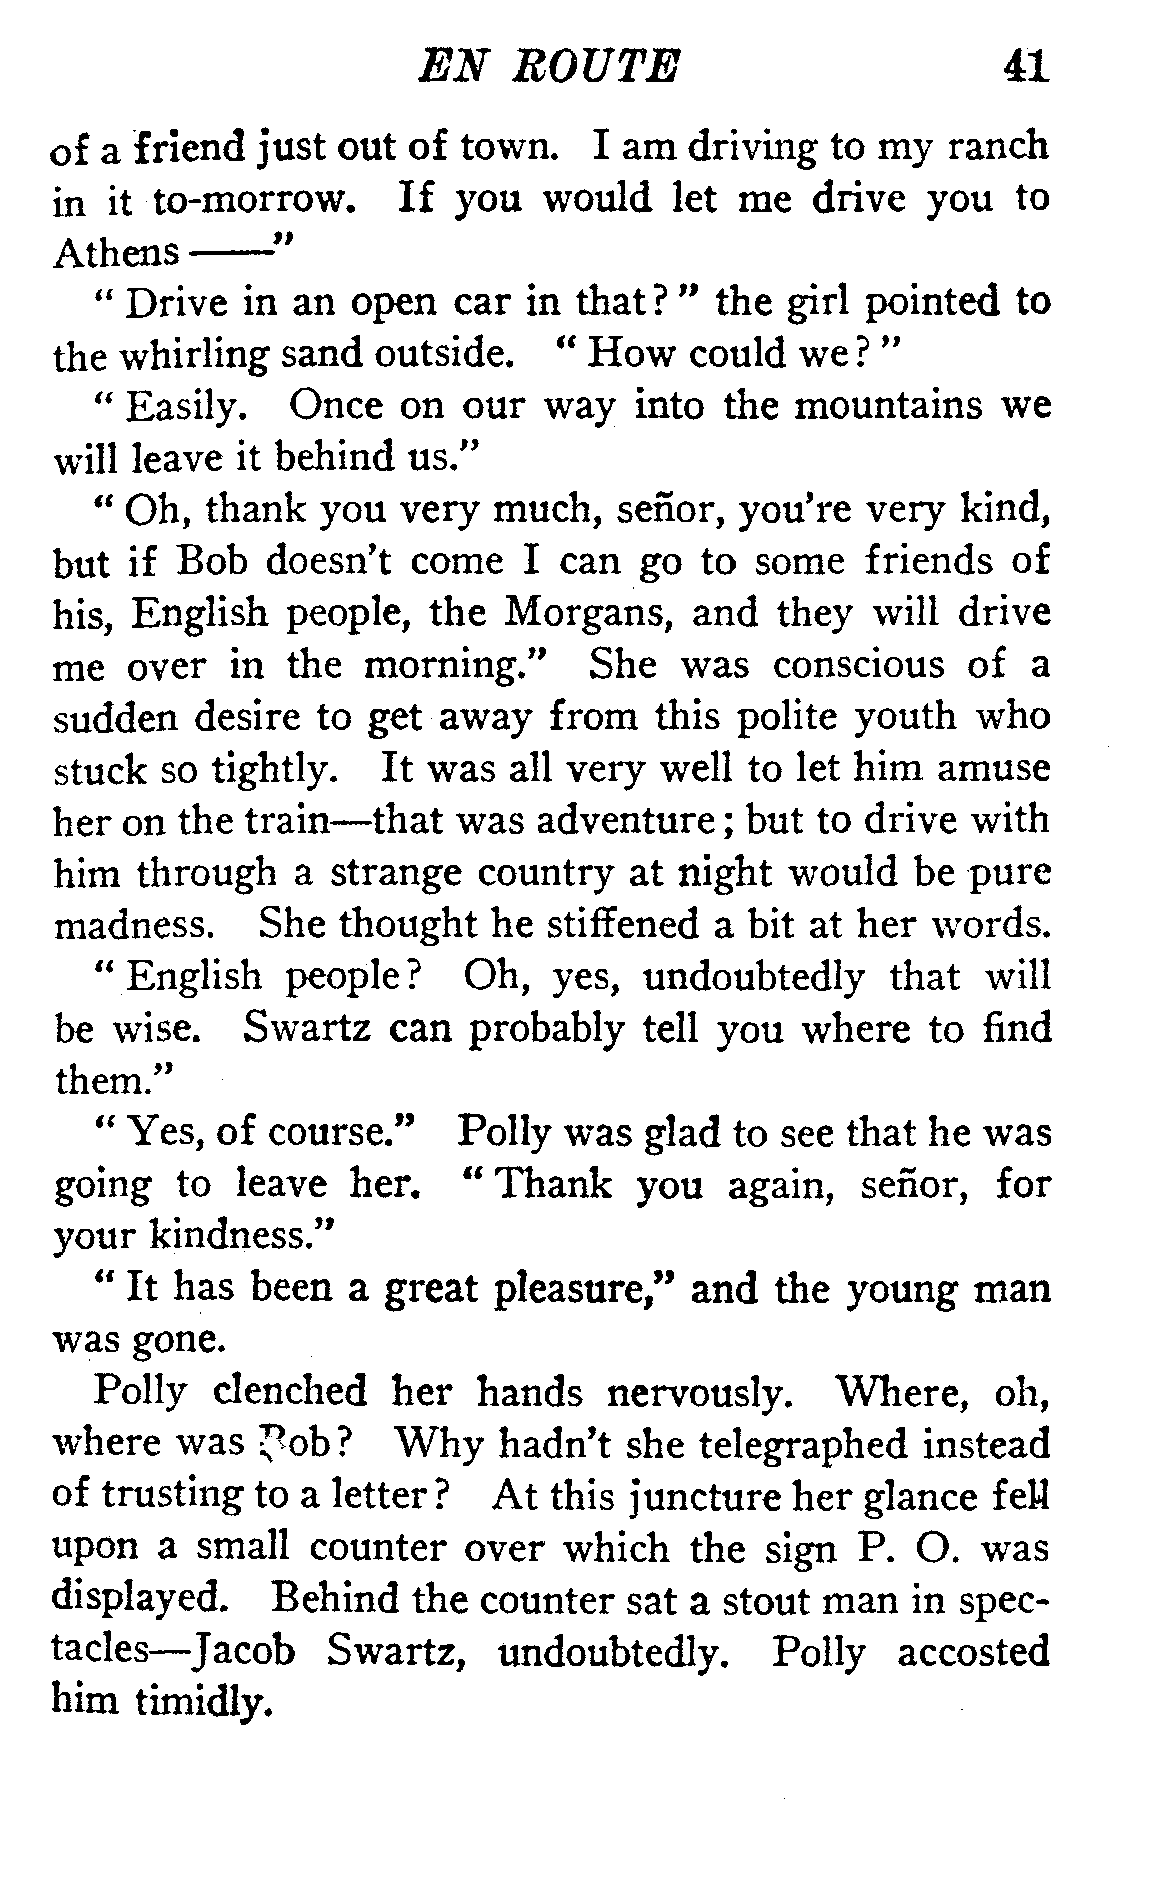 EN ROUTE 41
of a friend just out of town. I am driving to my ranch
in it to-morrow. If you would let me drive you to
Athens ——"
" Drive in an open car in that? " the girl pointed to
the whirling sand outside. " How could we? "
" Easily. Once on our way into the mountains we
will leave it behind us."
" Oh, thank you very much, señor, you're very kind,
but if Bob doesn't come I can go to some friends of
his, English people, the Morgans, and they will drive
me over in the morning." She was conscious of a
sudden desire to get away from this polite youth who
stuck so tightly. It was all very well to let him amuse
her on the train—that was adventure; but to drive with
him through a strange country at night would be pure
madness. She thought he stiffened a bit at her words.
" English people? Oh, yes, undoubtedly that will
be wise. Swartz can probably tell you where to find
them."
" Yes, of course." Polly was glad to see that he was
going to leave her. " Thank you again, señor, for
your kindness."
" It has been a great pleasure," and the young man
was gone.
Polly clenched her hands nervously. Where, oh,
where was Bob? Why hadn't she telegraphed instead
of trusting to a letter? At this juncture her glance fell
upon a small counter over which the sign P. O. was
displayed. Behind the counter sat a stout man in spec-
tacles—Jacob Swartz, undoubtedly. Polly accosted
him timidly.